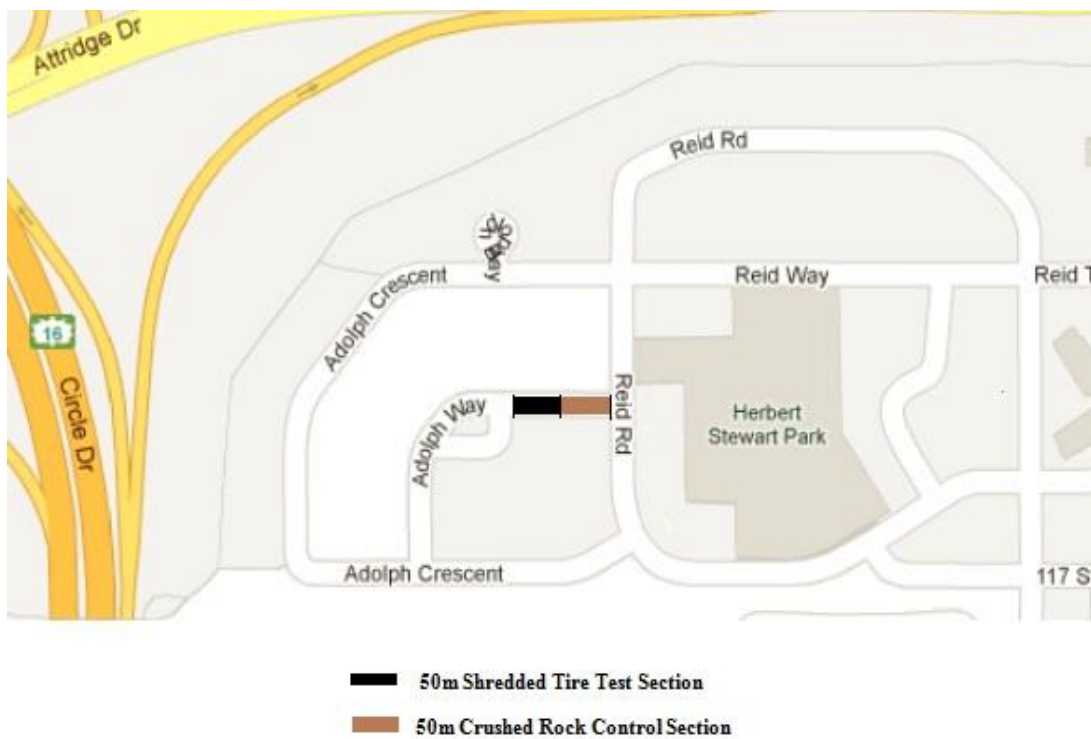 Attridge Dr
Reid Rd
Adolph Crescent
Reid Way
Reid T
16
Circle Dr
Adolph Way
Reid Rd
Herbert
Stewart Park
Adolph Crescent
117 S
50m Shredded Tire Test Section
50m Crushed Rock Control Section